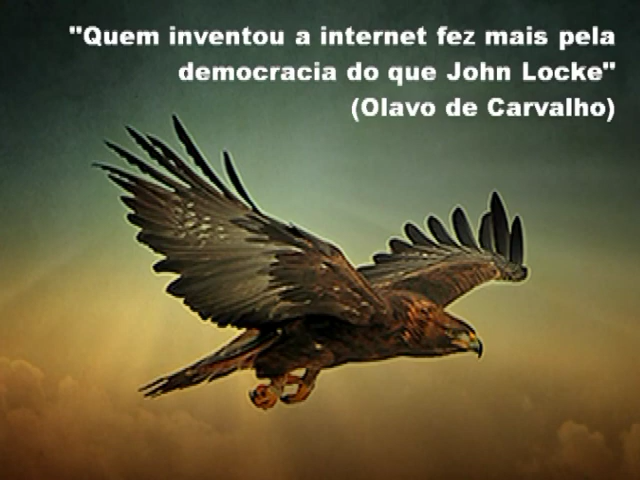 "Quem inventou a internet fez mais pela
democracia do que John Locke"
(Olavo de Carvalho)